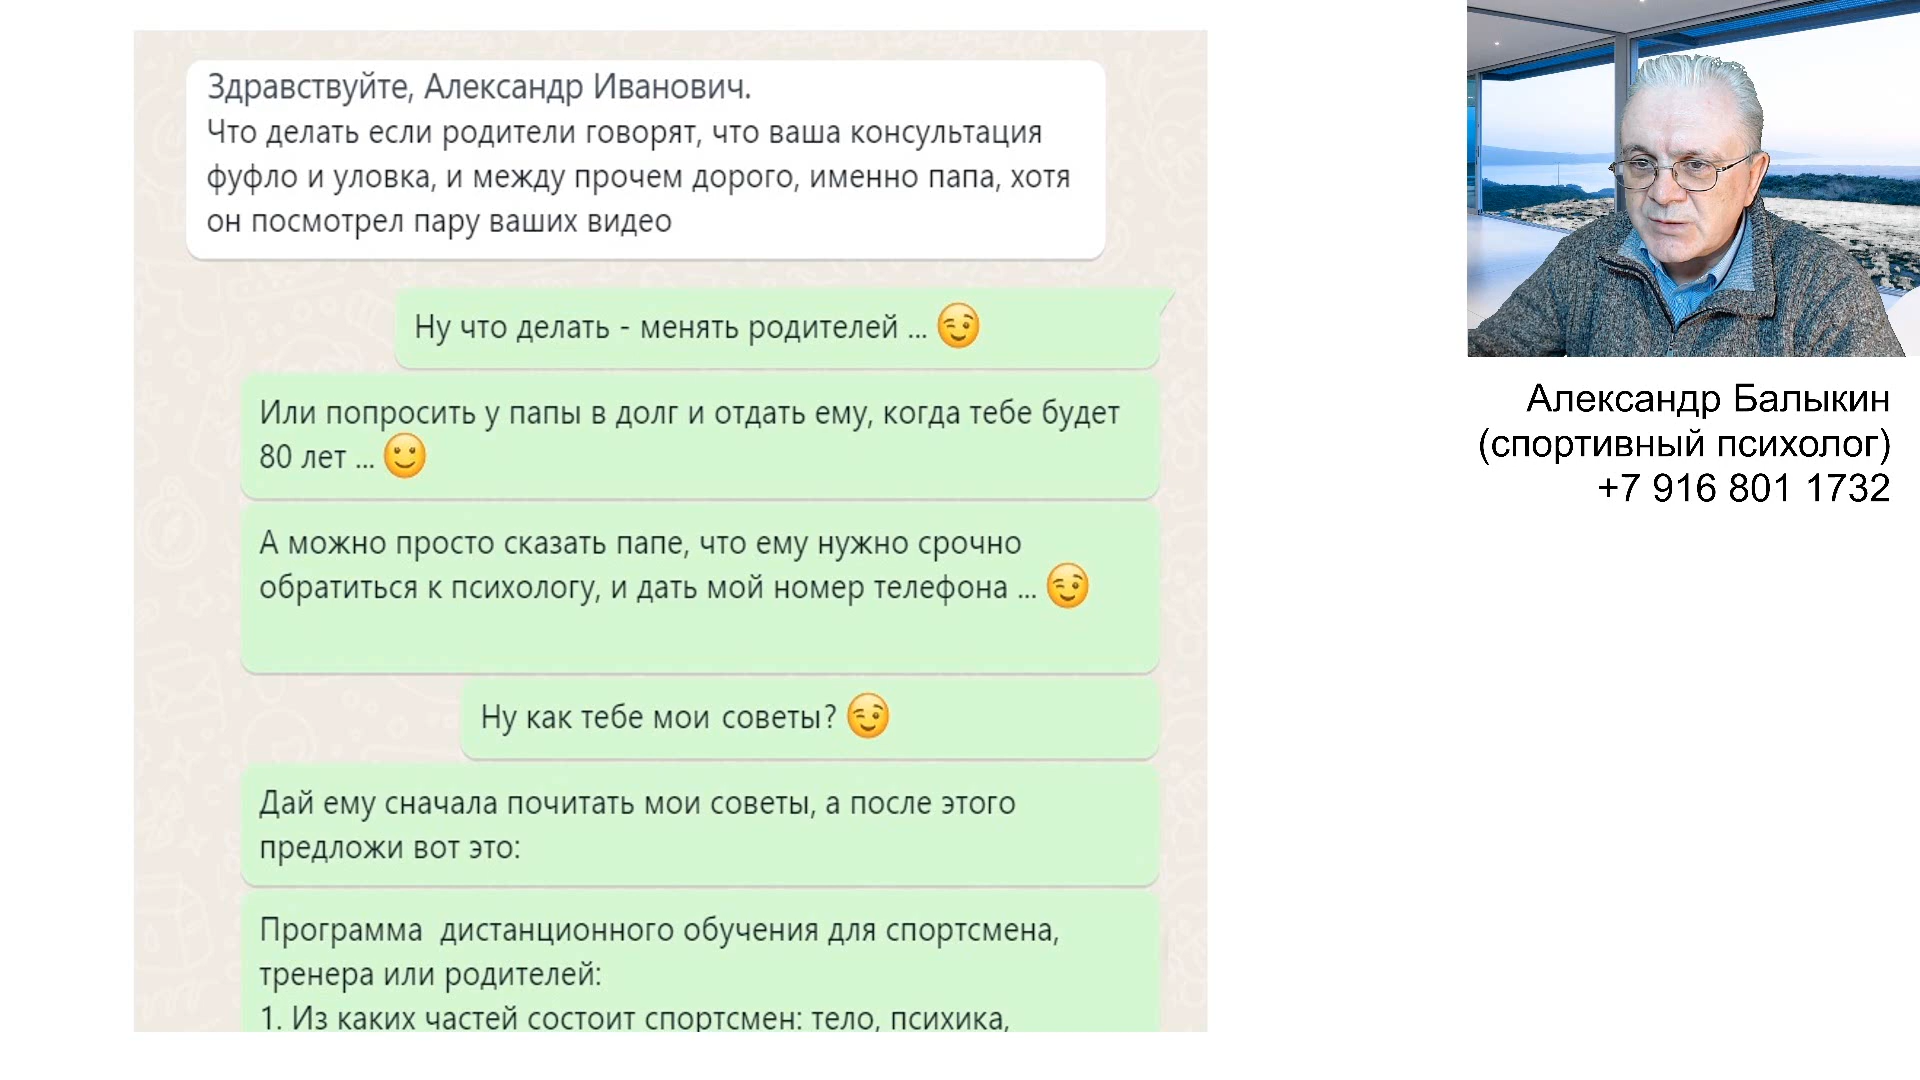 Здравствуйте, Александр Иванович.
Что делать если родители говорят, что ваша консультация
фуфло и уловка, и между прочем дорого, именно папа, хотя
он посмотрел пару ваших видео
Ну что делать - менять родителей ... 😉
Или попросить у папы в долг и отдать ему, когда тебе будет
80 лет ... 🙂
А можно просто сказать папе, что ему нужно срочно
обратиться к психологу, и дать мой номер телефона ... 😉
Ну как тебе мои советы? 😉
Дай ему сначала почитать мои советы, а после этого
предложи вот это:
Программа  дистанционного обучения для спортсмена,
тренера или родителей:
1. Из каких частей состоит спортсмен: тело, психика,
Александр Балыкин
(спортивный психолог)
+7 916 801 1732